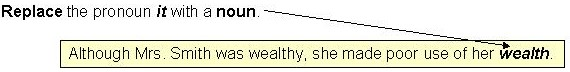 Replace the pronoun it with a noun.
Although Mrs. Smith was wealthy, she made poor use of her wealth.